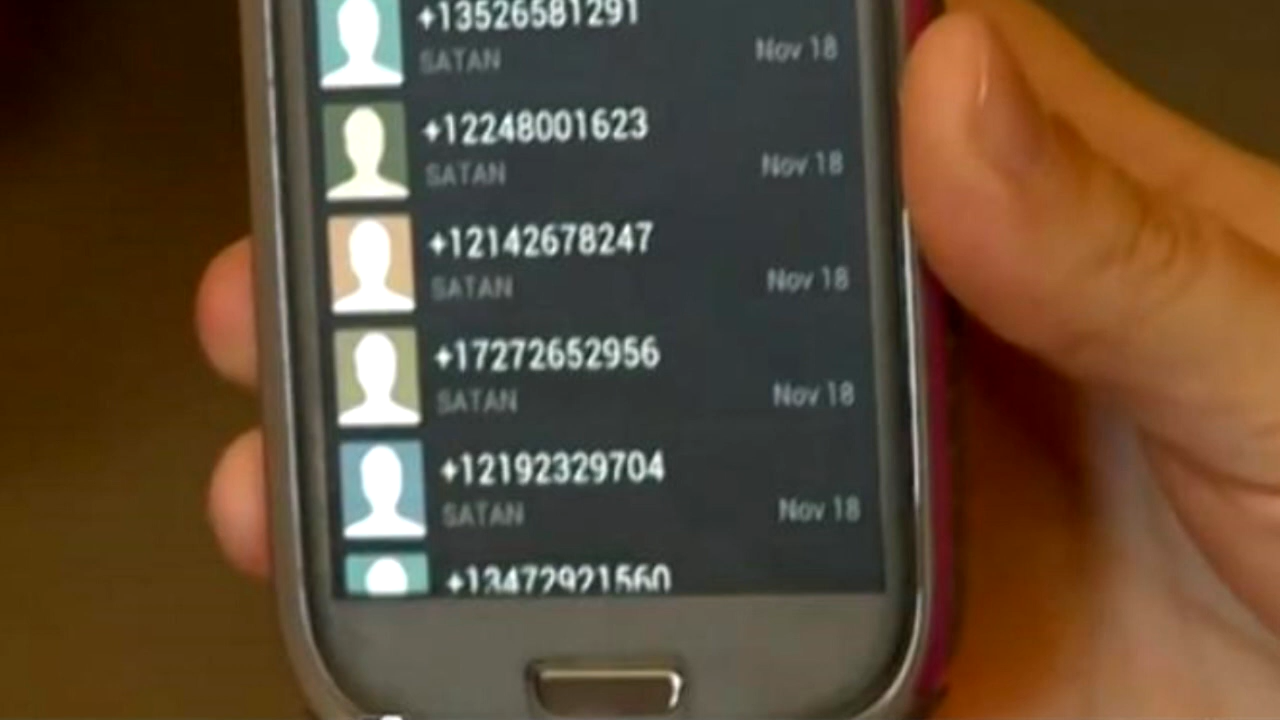 +13526581291
SATAN
Nov 18
+12248001623
SATAN
Nov 18
+12142678247
SATAN
Nov 18
+17272652956
SATAN
Nov 18
+12192329704
SATAN
Nov 18
+13472921560